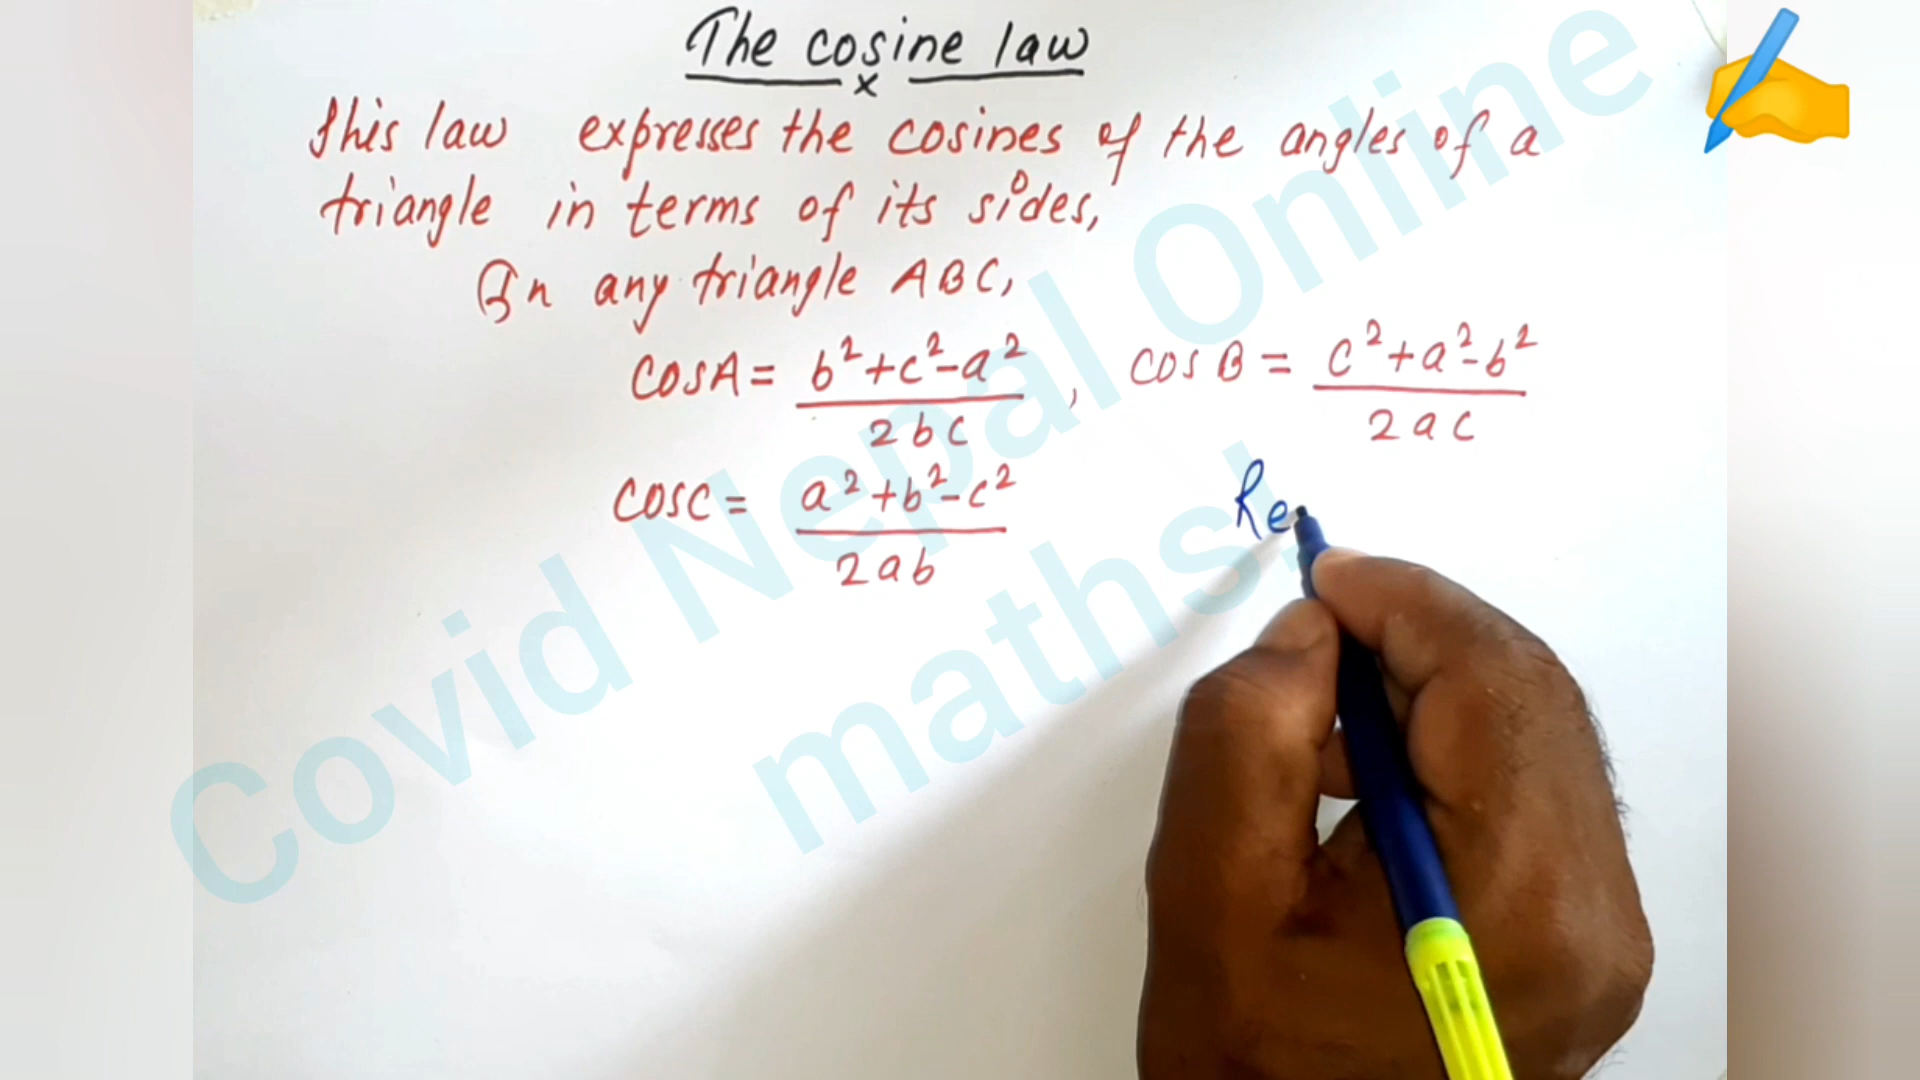 The cosine law
x
This law expresses the cosines of the angles of a
triangle in terms of its sides,
In any triangle ABC,
cosA = b²+c²-a² / 2bc , cos B = c²+a²-b² / 2ac
cosC = a²+b²-c² / 2ab
Re
Covid Nepal Online
maths!